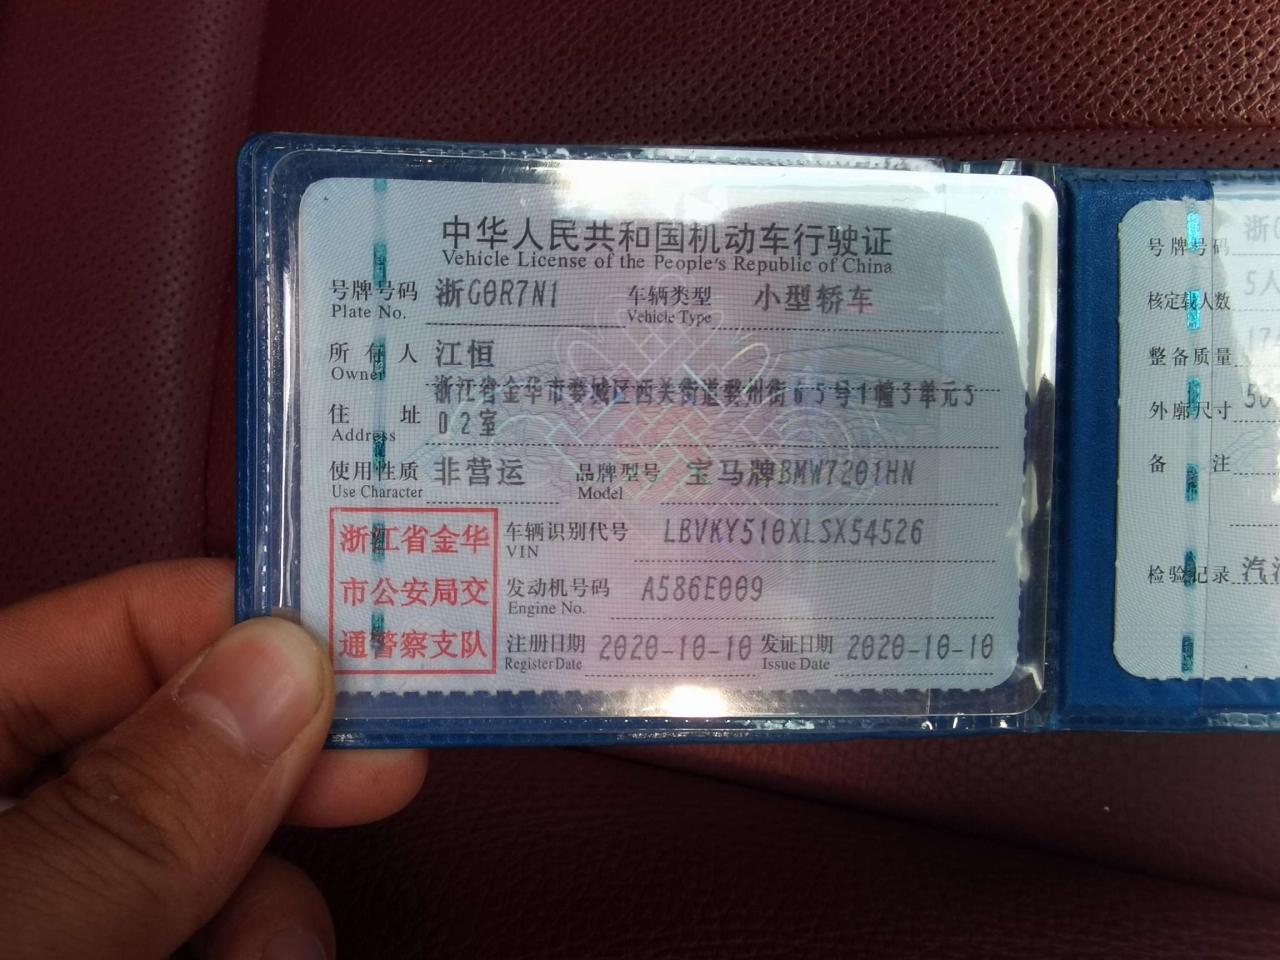 中华人民共和国机动车行驶证
Vehicle License of the People's Republic of China
号牌号码 浙G0R7N1 车辆类型 小型轿车
Plate No. Vehicle Type
所有人 江恒
Owner
浙江省金华市婺城区西关街道婺州街65号1幢3单元5
住址 02室
Address
使用性质 非营运 品牌型号 宝马牌BMW7201HN
Use Character Model
浙江省金华
市公安局交
通警察支队
车辆识别代号 LBVKY510XLSX54526
VIN
发动机号码 A586E009
Engine No.
注册日期 2020-10-10 发证日期 2020-10-10
Register Date Issue Date
号牌号码 浙
核定载人数 5人
整备质量 17
外廓尺寸 50
备注
检验记录 汽